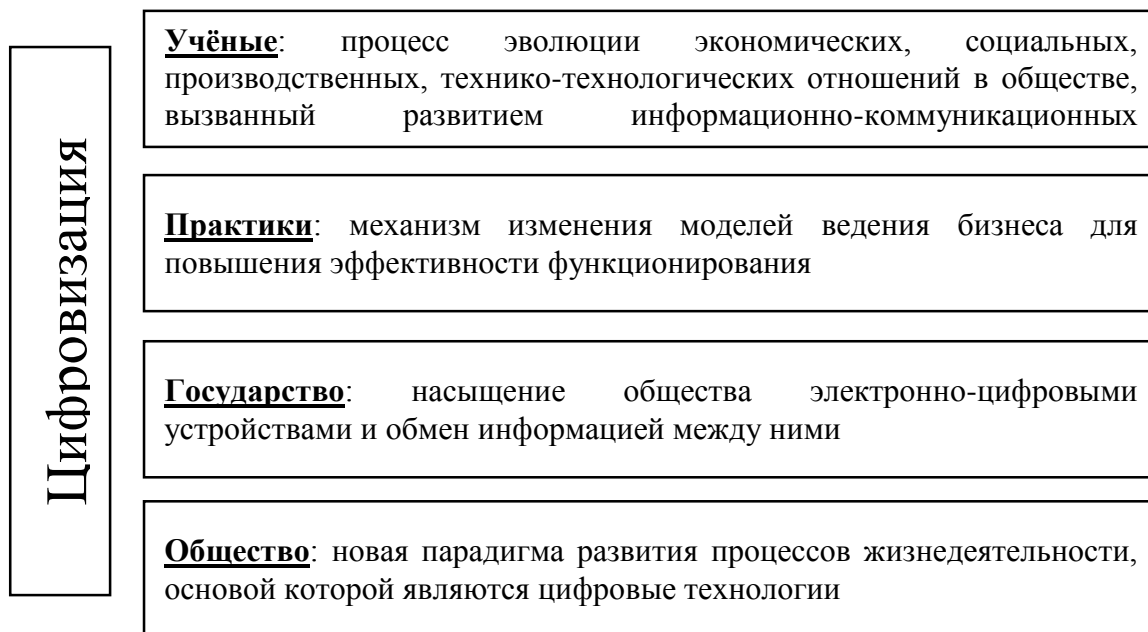 Цифровизация
Учёные: процесс эволюции экономических, социальных,
производственных, технико-технологических отношений в обществе,
вызванный развитием информационно-коммуникационных
Практики: механизм изменения моделей ведения бизнеса для
повышения эффективности функционирования
Государство: насыщение общества электронно-цифровыми
устройствами и обмен информацией между ними
Общество: новая парадигма развития процессов жизнедеятельности,
основой которой являются цифровые технологии